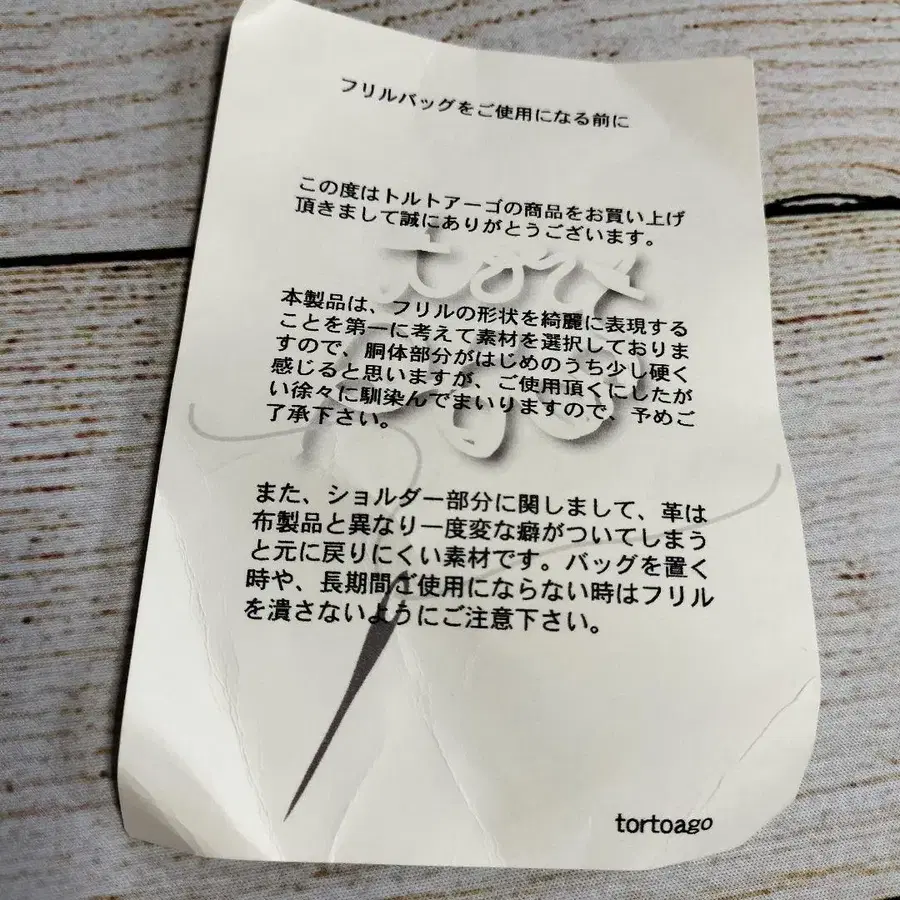 フリルバッグをご使用になる前に
この度はトルトアーゴの商品をお買い上げ
頂きまして誠にありがとうございます。
本製品は、フリルの形状を綺麗に表現する
ことを第一に考えて素材を選択しておりま
すので、胴体部分がはじめのうち少し硬く
感じると思いますが、ご使用頂くにしたが
い徐々に馴染んでまいりますので、予めご
了承下さい。
また、ショルダー部分に関しまして、革は
布製品と異なり一度変な癖がついてしまう
と元に戻りにくい素材です。バッグを置く
時や、長期間ご使用にならない時はフリル
を潰さないようにご注意下さい。
tortoago